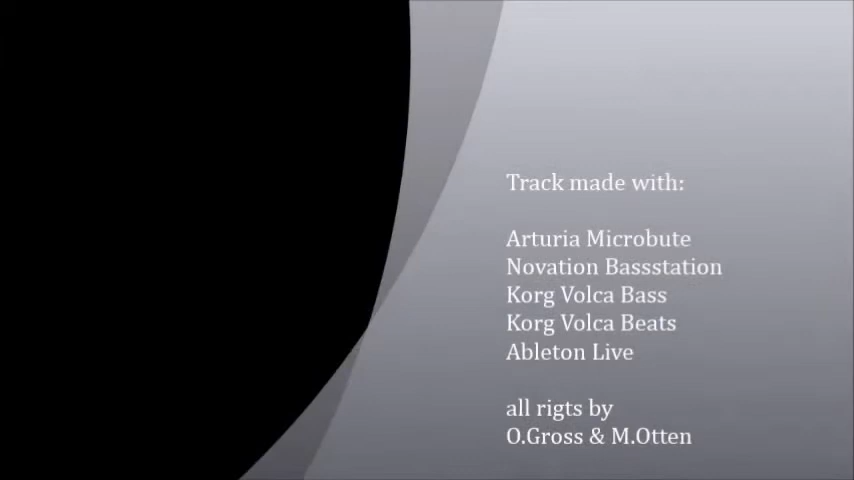 Track made with:
Arturia Microbute
Novation Bassstation
Korg Volca Bass
Korg Volca Beats
Ableton Live
all rigts by
O.Gross & M.Otten